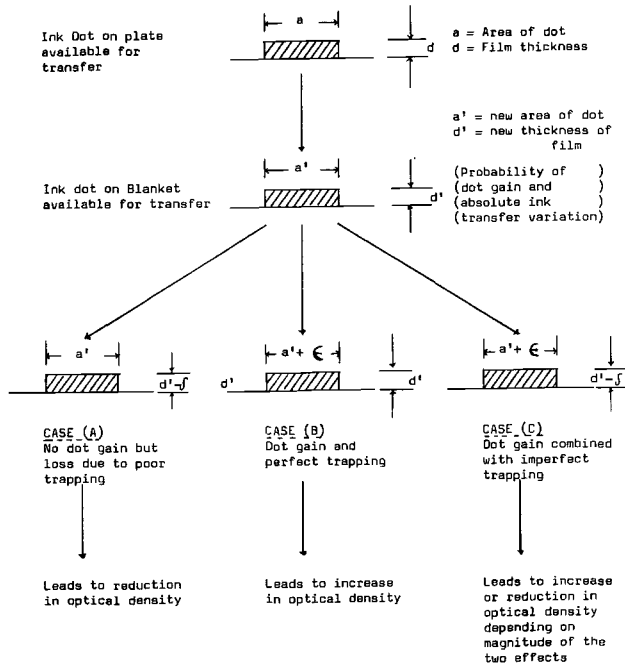 a
Ink Dot on plate
available for
transfer
d
a = Area of dot
d = Film thickness
a' = new area of dot
d' = new thickness of
film
a'
Ink dot on Blanket
available for transfer
d'
(Probability of )
(dot gain and )
(absolute ink )
(transfer variation)
a'
d'-ʃ
a'+ ϵ
d'
d'
a'+ ϵ
d'-ʃ
CASE (A)
No dot gain but
loss due to poor
trapping
CASE (B)
Dot gain and
perfect trapping
CASE (C)
Dot gain combined
with imperfect
trapping
Leads to reduction
in optical density
Leads to increase
in optical density
Leads to increase
or reduction in
optical density
depending on
magnitude of the
two effects